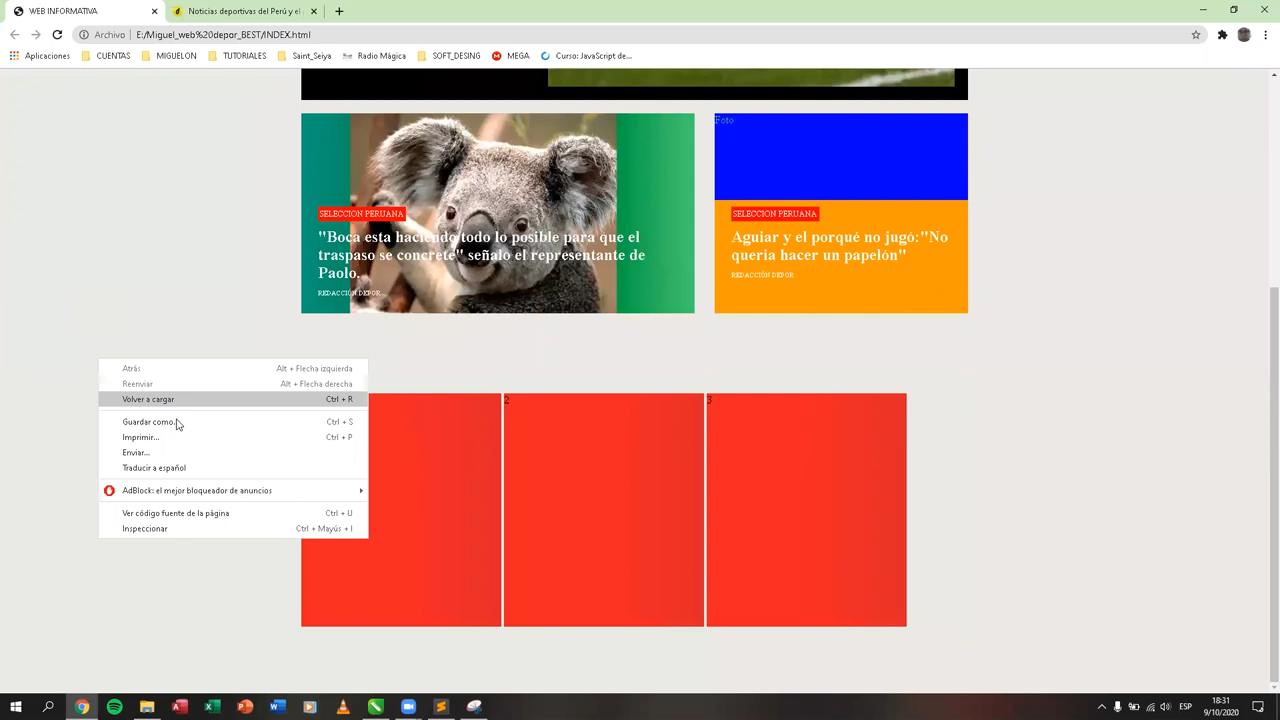 WEB INFORMATIVA
Noticias deportivas del Perú y el
Archivo E:/Miguel_web%20depor_BEST/INDEX.html
Aplicaciones CUENTAS MIGUELON TUTORIALES Saint_Seiya Radio Mágica SOFT_DESING MEGA Curso: JavaScript de...
Foto
SELECCION PERUANA
"Boca esta haciendo todo lo posible para que el
traspaso se concrete" señalo el representante de
Paolo.
REDACCIÓN DEPOR
SELECCION PERUANA
Aguiar y el porqué no jugó:"No
quería hacer un papelón"
REDACCIÓN DEPOR
Atrás Alt + Flecha izquierda
Reenviar Alt + Flecha derecha
Volver a cargar Ctrl + R
Guardar como... Ctrl + S
Imprimir... Ctrl + P
Enviar...
Traducir a español
AdBlock: el mejor bloqueador de anuncios
Ver código fuente de la página Ctrl + U
Inspeccionar Ctrl + Mayús + I
2
3
ESP
18:31
9/10/2020